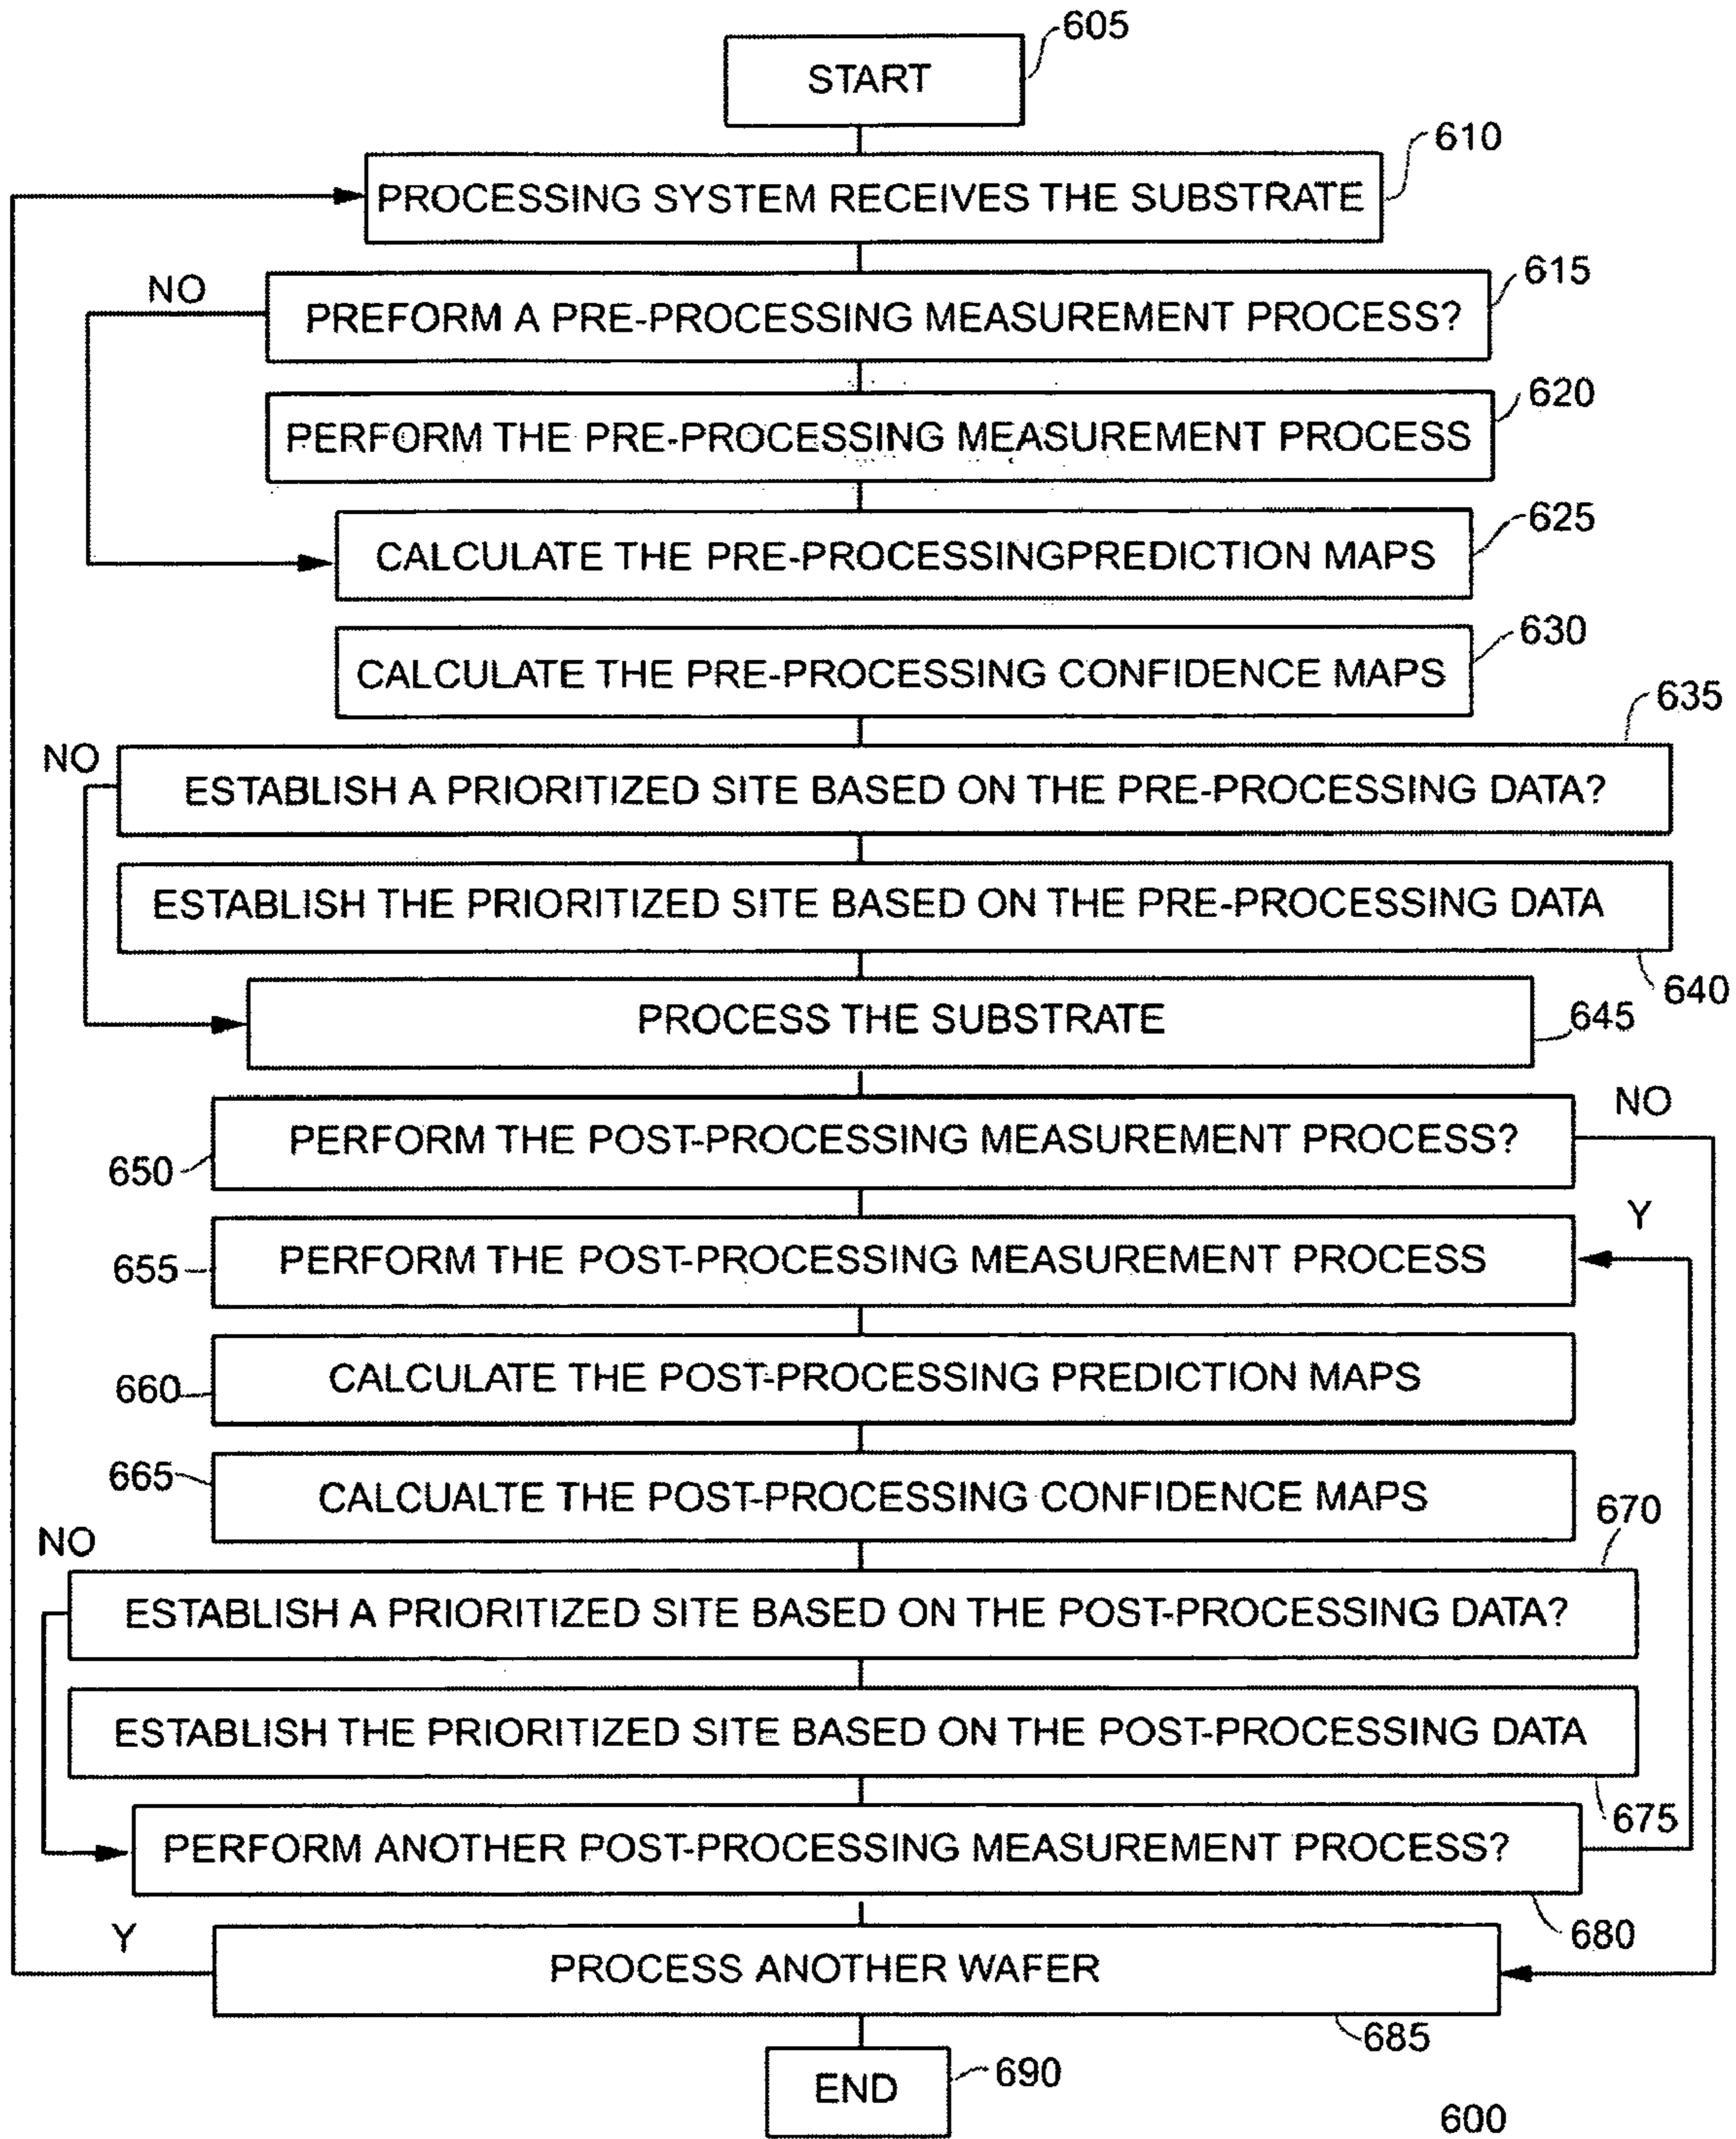 605
START
610
PROCESSING SYSTEM RECEIVES THE SUBSTRATE
615
NO
PREFORM A PRE-PROCESSING MEASUREMENT PROCESS?
620
PERFORM THE PRE-PROCESSING MEASUREMENT PROCESS
625
CALCULATE THE PRE-PROCESSINGPREDICTION MAPS
630
CALCULATE THE PRE-PROCESSING CONFIDENCE MAPS
635
NO
ESTABLISH A PRIORITIZED SITE BASED ON THE PRE-PROCESSING DATA?
ESTABLISH THE PRIORITIZED SITE BASED ON THE PRE-PROCESSING DATA
640
PROCESS THE SUBSTRATE
645
NO
PERFORM THE POST-PROCESSING MEASUREMENT PROCESS?
650
Y
PERFORM THE POST-PROCESSING MEASUREMENT PROCESS
655
CALCULATE THE POST-PROCESSING PREDICTION MAPS
660
665
CALCUALTE THE POST-PROCESSING CONFIDENCE MAPS
670
NO
ESTABLISH A PRIORITIZED SITE BASED ON THE POST-PROCESSING DATA?
ESTABLISH THE PRIORITIZED SITE BASED ON THE POST-PROCESSING DATA
675
PERFORM ANOTHER POST-PROCESSING MEASUREMENT PROCESS?
680
Y
PROCESS ANOTHER WAFER
685
END
690
600